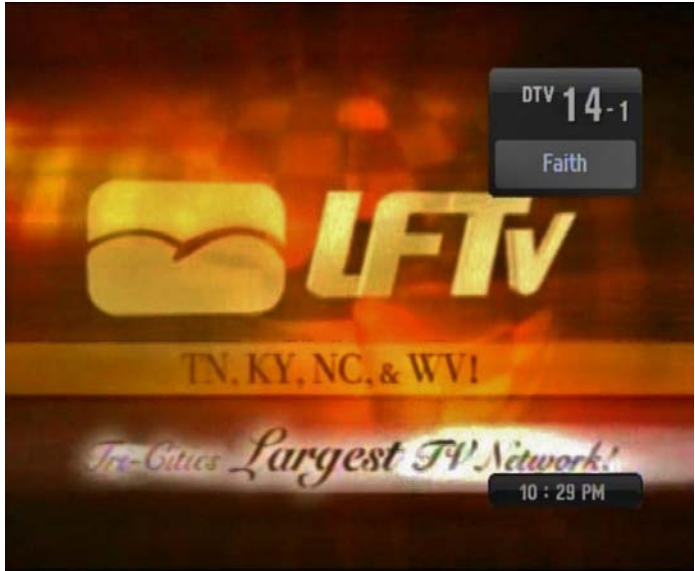 DTV 14-1
Faith
LFTv
TN, KY, NC, & WV!
Tri-Cities Largest TV Network!
10 : 29 PM